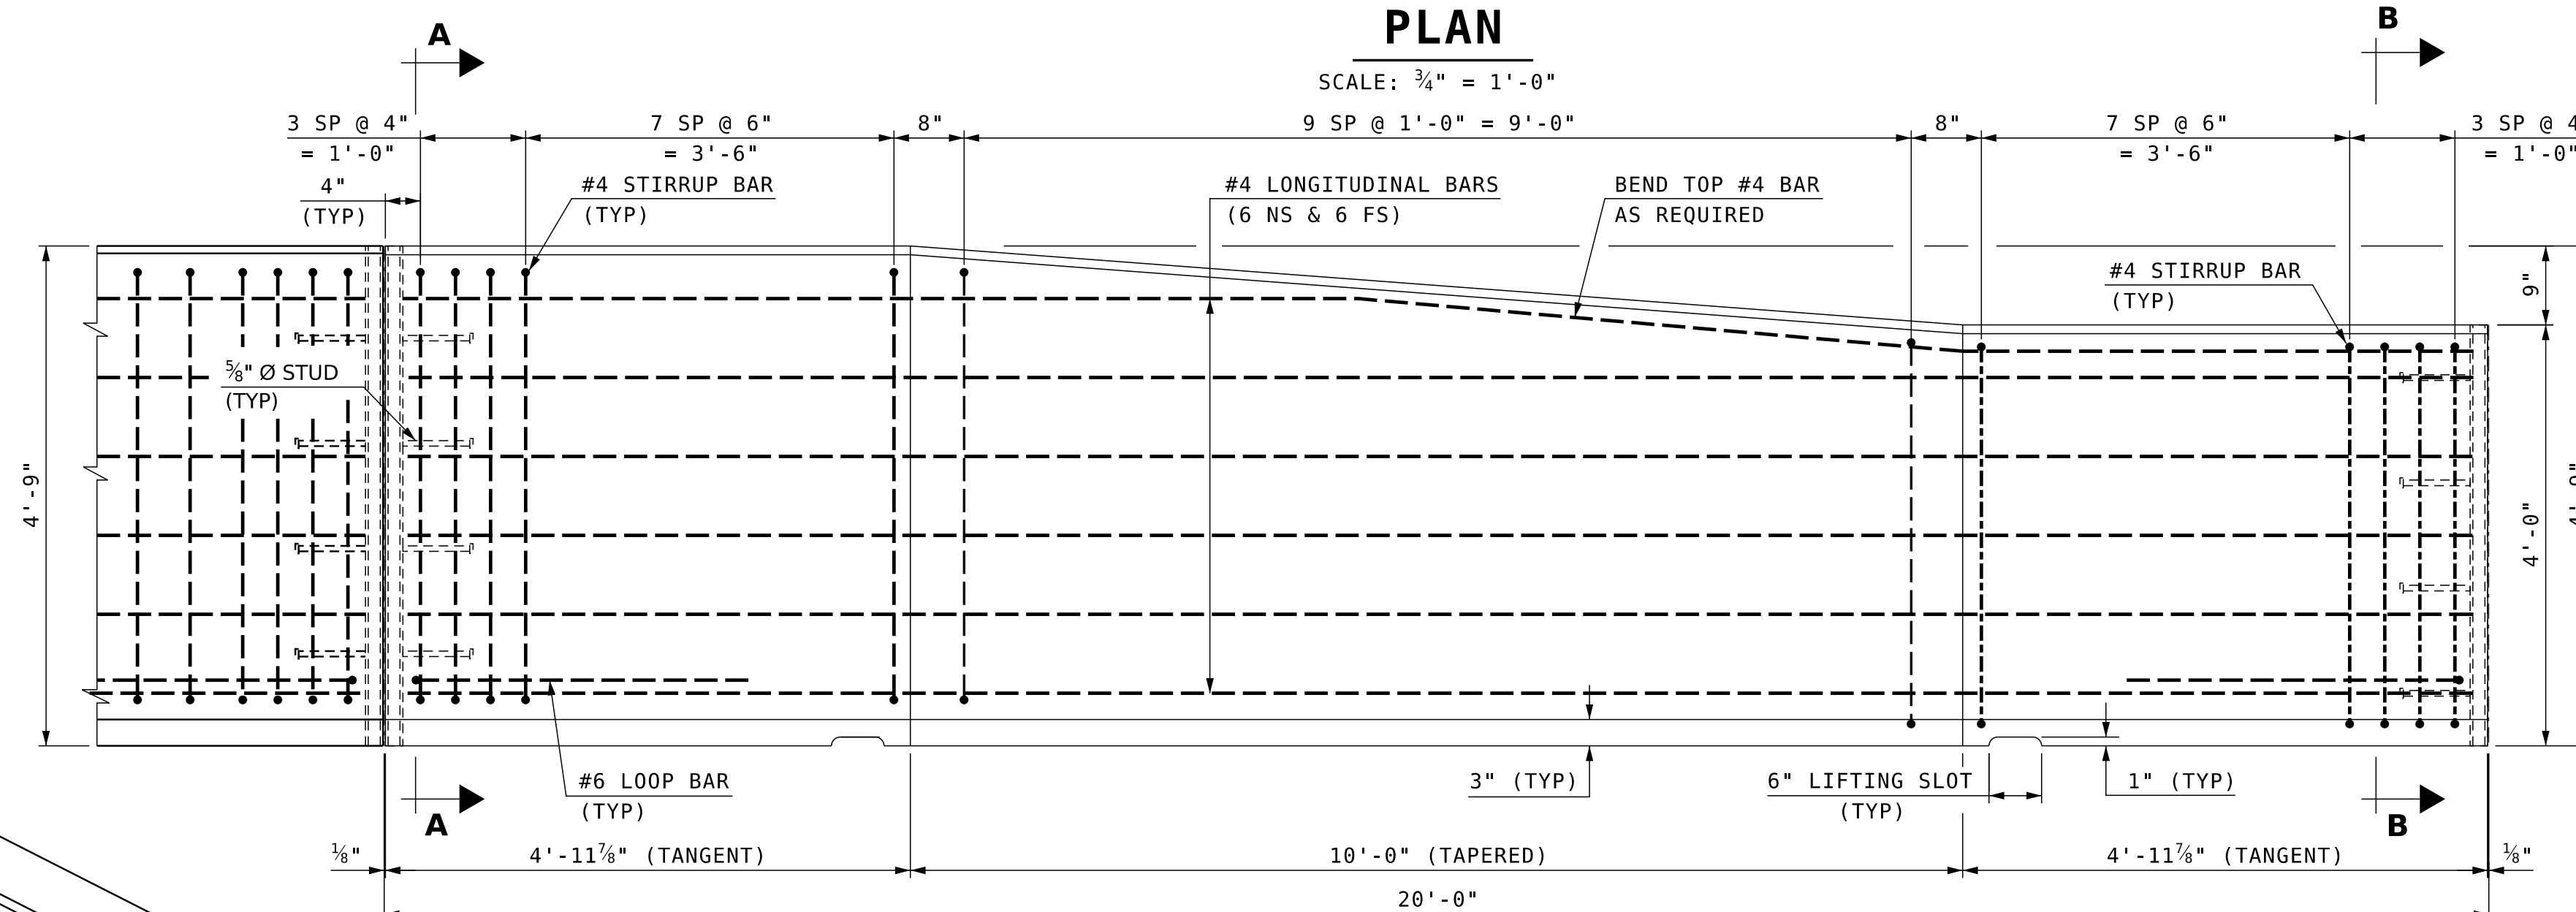 PLAN
SCALE: ¾" = 1'-0"
A
B
3 SP @ 4"
= 1'-0"
7 SP @ 6"
= 3'-6"
8"
9 SP @ 1'-0" = 9'-0"
8"
7 SP @ 6"
= 3'-6"
3 SP @ 4
= 1'-0"
4"
(TYP)
#4 STIRRUP BAR
(TYP)
#4 LONGITUDINAL BARS
(6 NS & 6 FS)
BEND TOP #4 BAR
AS REQUIRED
#4 STIRRUP BAR
(TYP)
9"
⅝" Ø STUD
(TYP)
4'-9"
4'-0"
#6 LOOP BAR
(TYP)
3" (TYP)
6" LIFTING SLOT
(TYP)
1" (TYP)
A
B
⅛"
4'-11⅞" (TANGENT)
10'-0" (TAPERED)
4'-11⅞" (TANGENT)
⅛"
20'-0"